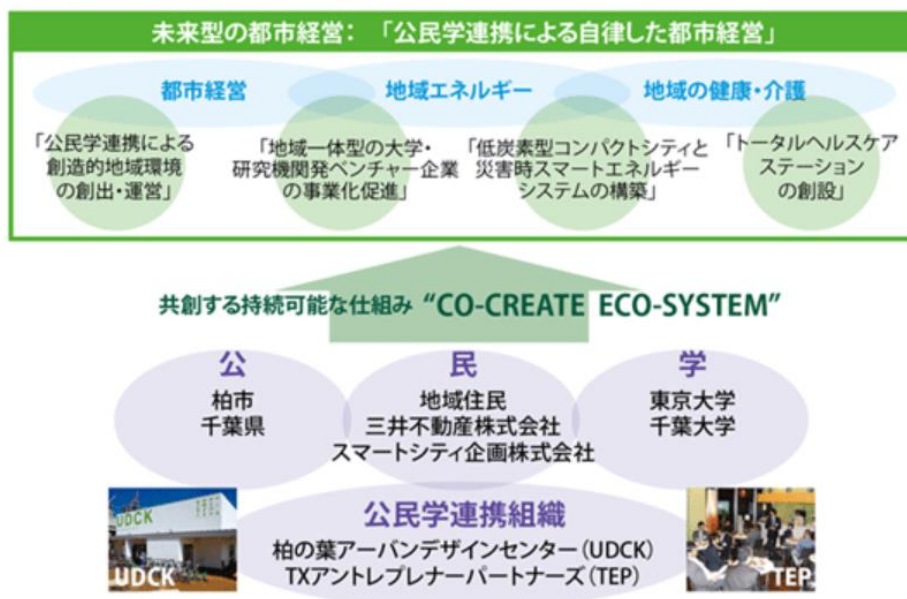 未来型の都市経営：「公民学連携による自律した都市経営」
都市経営
地域エネルギー
地域の健康・介護
「公民学連携による
創造的地域環境
の創出・運営」
「地域一体型の大学・
研究機関発ベンチャー企業
の事業化促進」
「低炭素型コンパクトシティと
災害時スマートエネルギー
システムの構築」
「トータルヘルスケア
ステーション
の創設」
共創する持続可能な仕組み “CO-CREATE ECO-SYSTEM”
公
柏市
千葉県
民
地域住民
三井不動産株式会社
スマートシティ企画株式会社
学
東京大学
千葉大学
公民学連携組織
柏の葉アーバンデザインセンター（UDCK）
TXアントレプレナーパートナーズ（TEP）
UDCK
UDCK
TEP